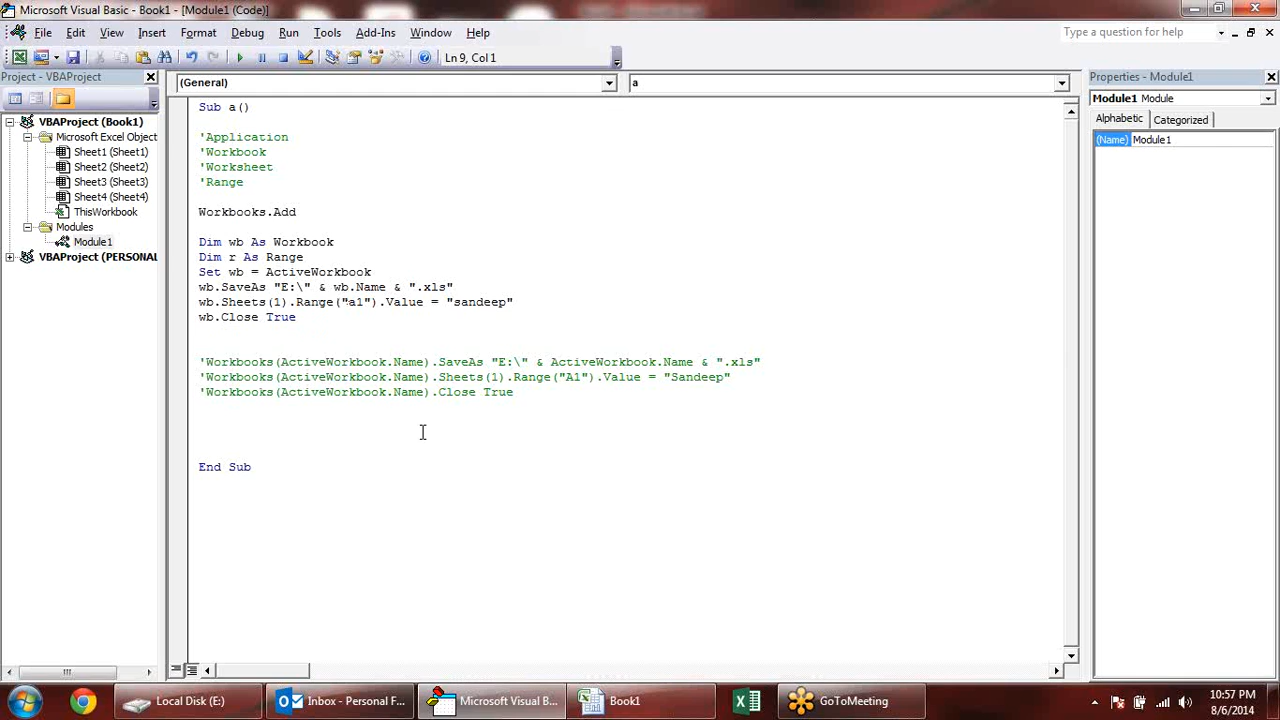 Microsoft Visual Basic - Book1 - [Module1 (Code)]
File Edit View Insert Format Debug Run Tools Add-Ins Window Help
Type a question for help
Ln 9, Col 1
Project - VBAProject
Properties - Module1
(General)
a
Module1 Module
Alphabetic Categorized
(Name) Module1
VBAProject (Book1)
Microsoft Excel Object
Sheet1 (Sheet1)
Sheet2 (Sheet2)
Sheet3 (Sheet3)
Sheet4 (Sheet4)
ThisWorkbook
Modules
Module1
VBAProject (PERSONAL
Sub a()
'Application
'Workbook
'Worksheet
'Range
Workbooks.Add
Dim wb As Workbook
Dim r As Range
Set wb = ActiveWorkbook
wb.SaveAs "E:\" & wb.Name & ".xls"
wb.Sheets(1).Range("a1").Value = "sandeep"
wb.Close True
'Workbooks(ActiveWorkbook.Name).SaveAs "E:\" & ActiveWorkbook.Name & ".xls"
'Workbooks(ActiveWorkbook.Name).Sheets(1).Range("A1").Value = "Sandeep"
'Workbooks(ActiveWorkbook.Name).Close True
End Sub
Local Disk (E:)
Inbox - Personal F...
Microsoft Visual B...
Book1
GoToMeeting
10:57 PM
8/6/2014